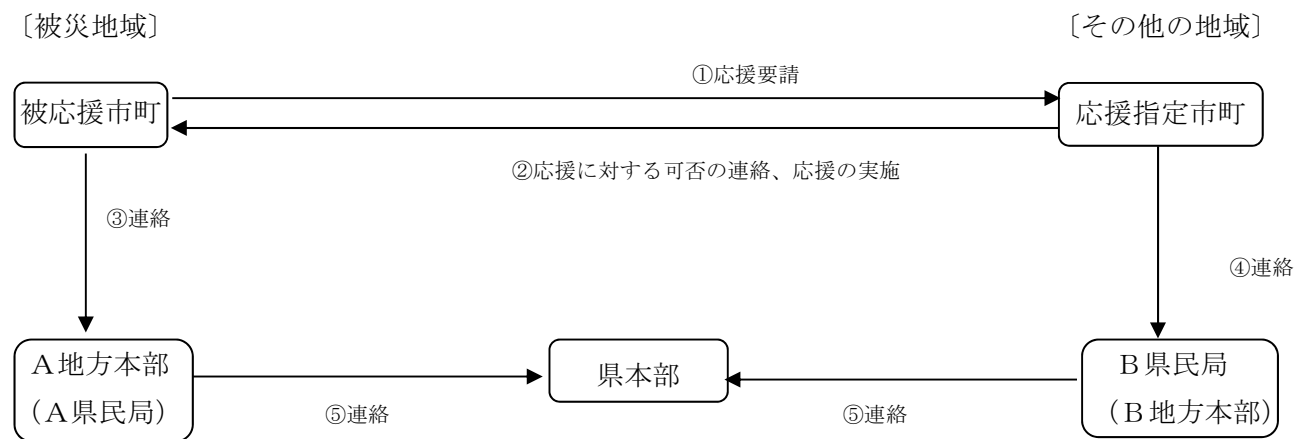 〔被災地域〕
〔その他の地域〕
①応援要請
被応援市町
応援指定市町
②応援に対する可否の連絡、応援の実施
③連絡
④連絡
A地方本部
（A県民局）
県本部
B県民局
（B地方本部）
⑤連絡
⑤連絡